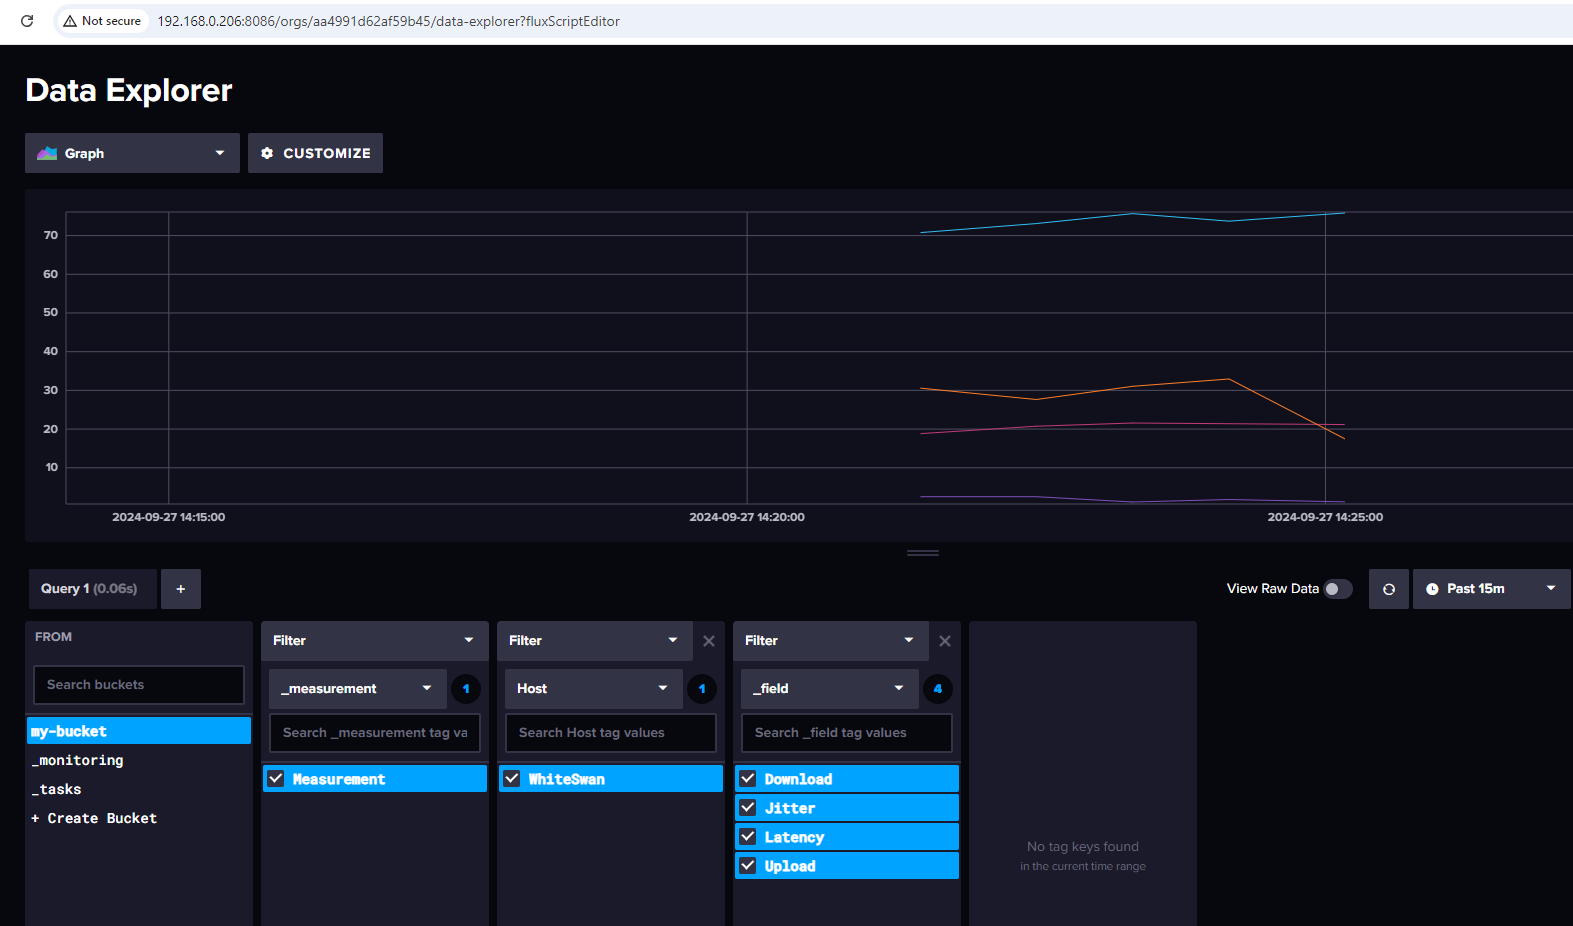 Not secure 192.168.0.206:8086/orgs/aa4991d62af59b45/data-explorer?fluxScriptEditor
Data Explorer
Graph CUSTOMIZE
70
60
50
40
30
20
10
2024-09-27 14:15:00 2024-09-27 14:20:00 2024-09-27 14:25:00
Query 1 (0.06s) + View Raw Data Past 15m
FROM
Search buckets
my-bucket
_monitoring
_tasks
+ Create Bucket
Filter
_measurement 1
Search _measurement tag va
Measurement
Filter
Host 1
Search Host tag values
WhiteSwan
Filter
_field 4
Search _field tag values
Download
Jitter
Latency
Upload
No tag keys found
in the current time range